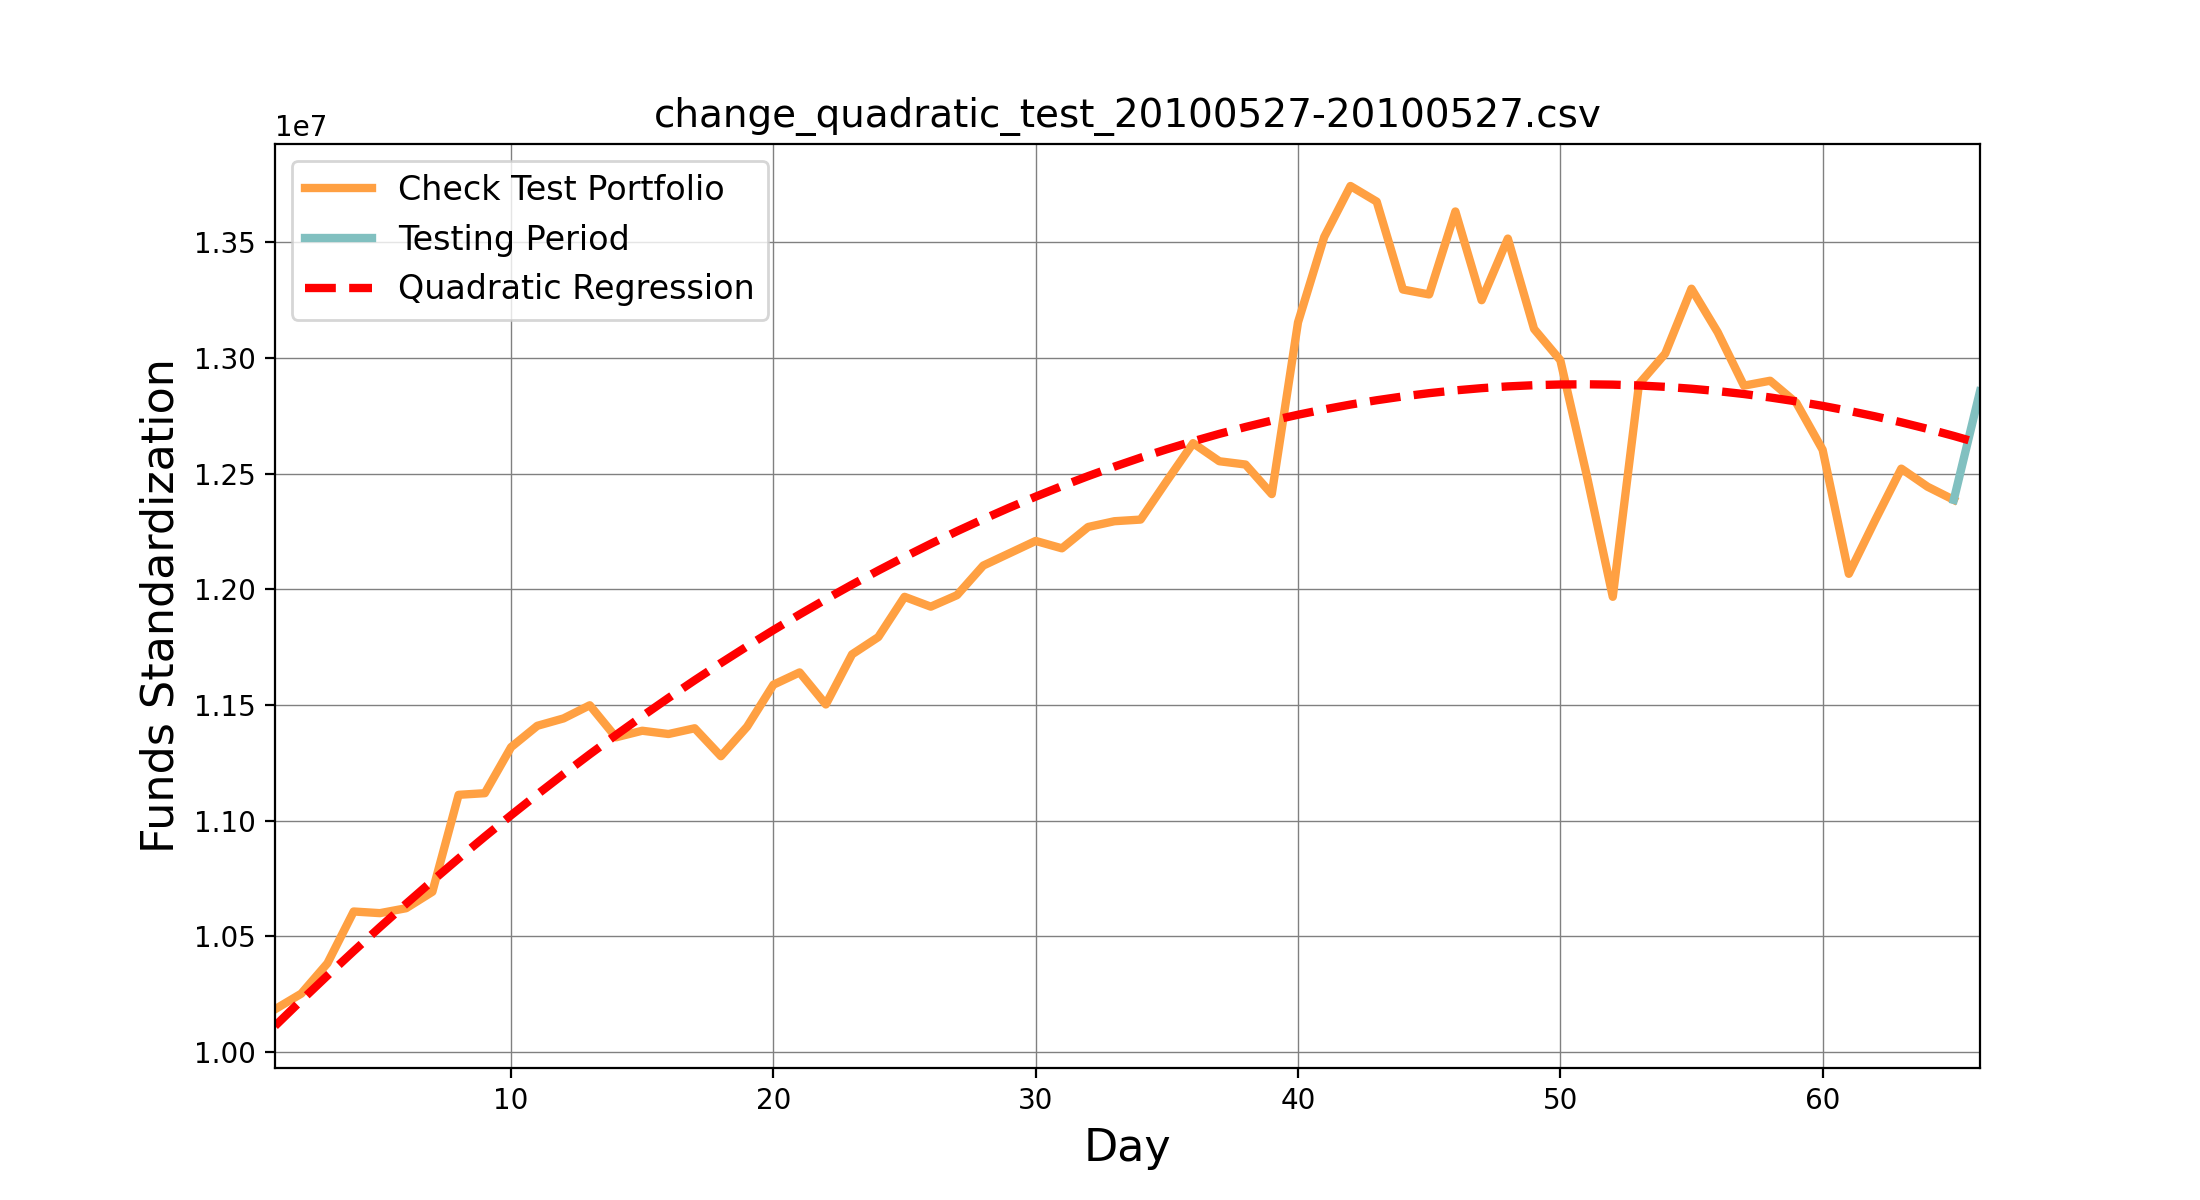 change_quadratic_test_20100527-20100527.csv
1e7
Check Test Portfolio
Testing Period
Quadratic Regression
1.35
1.30
1.25
1.20
1.15
1.10
1.05
1.00
Funds Standardization
10 20 30 40 50 60
Day